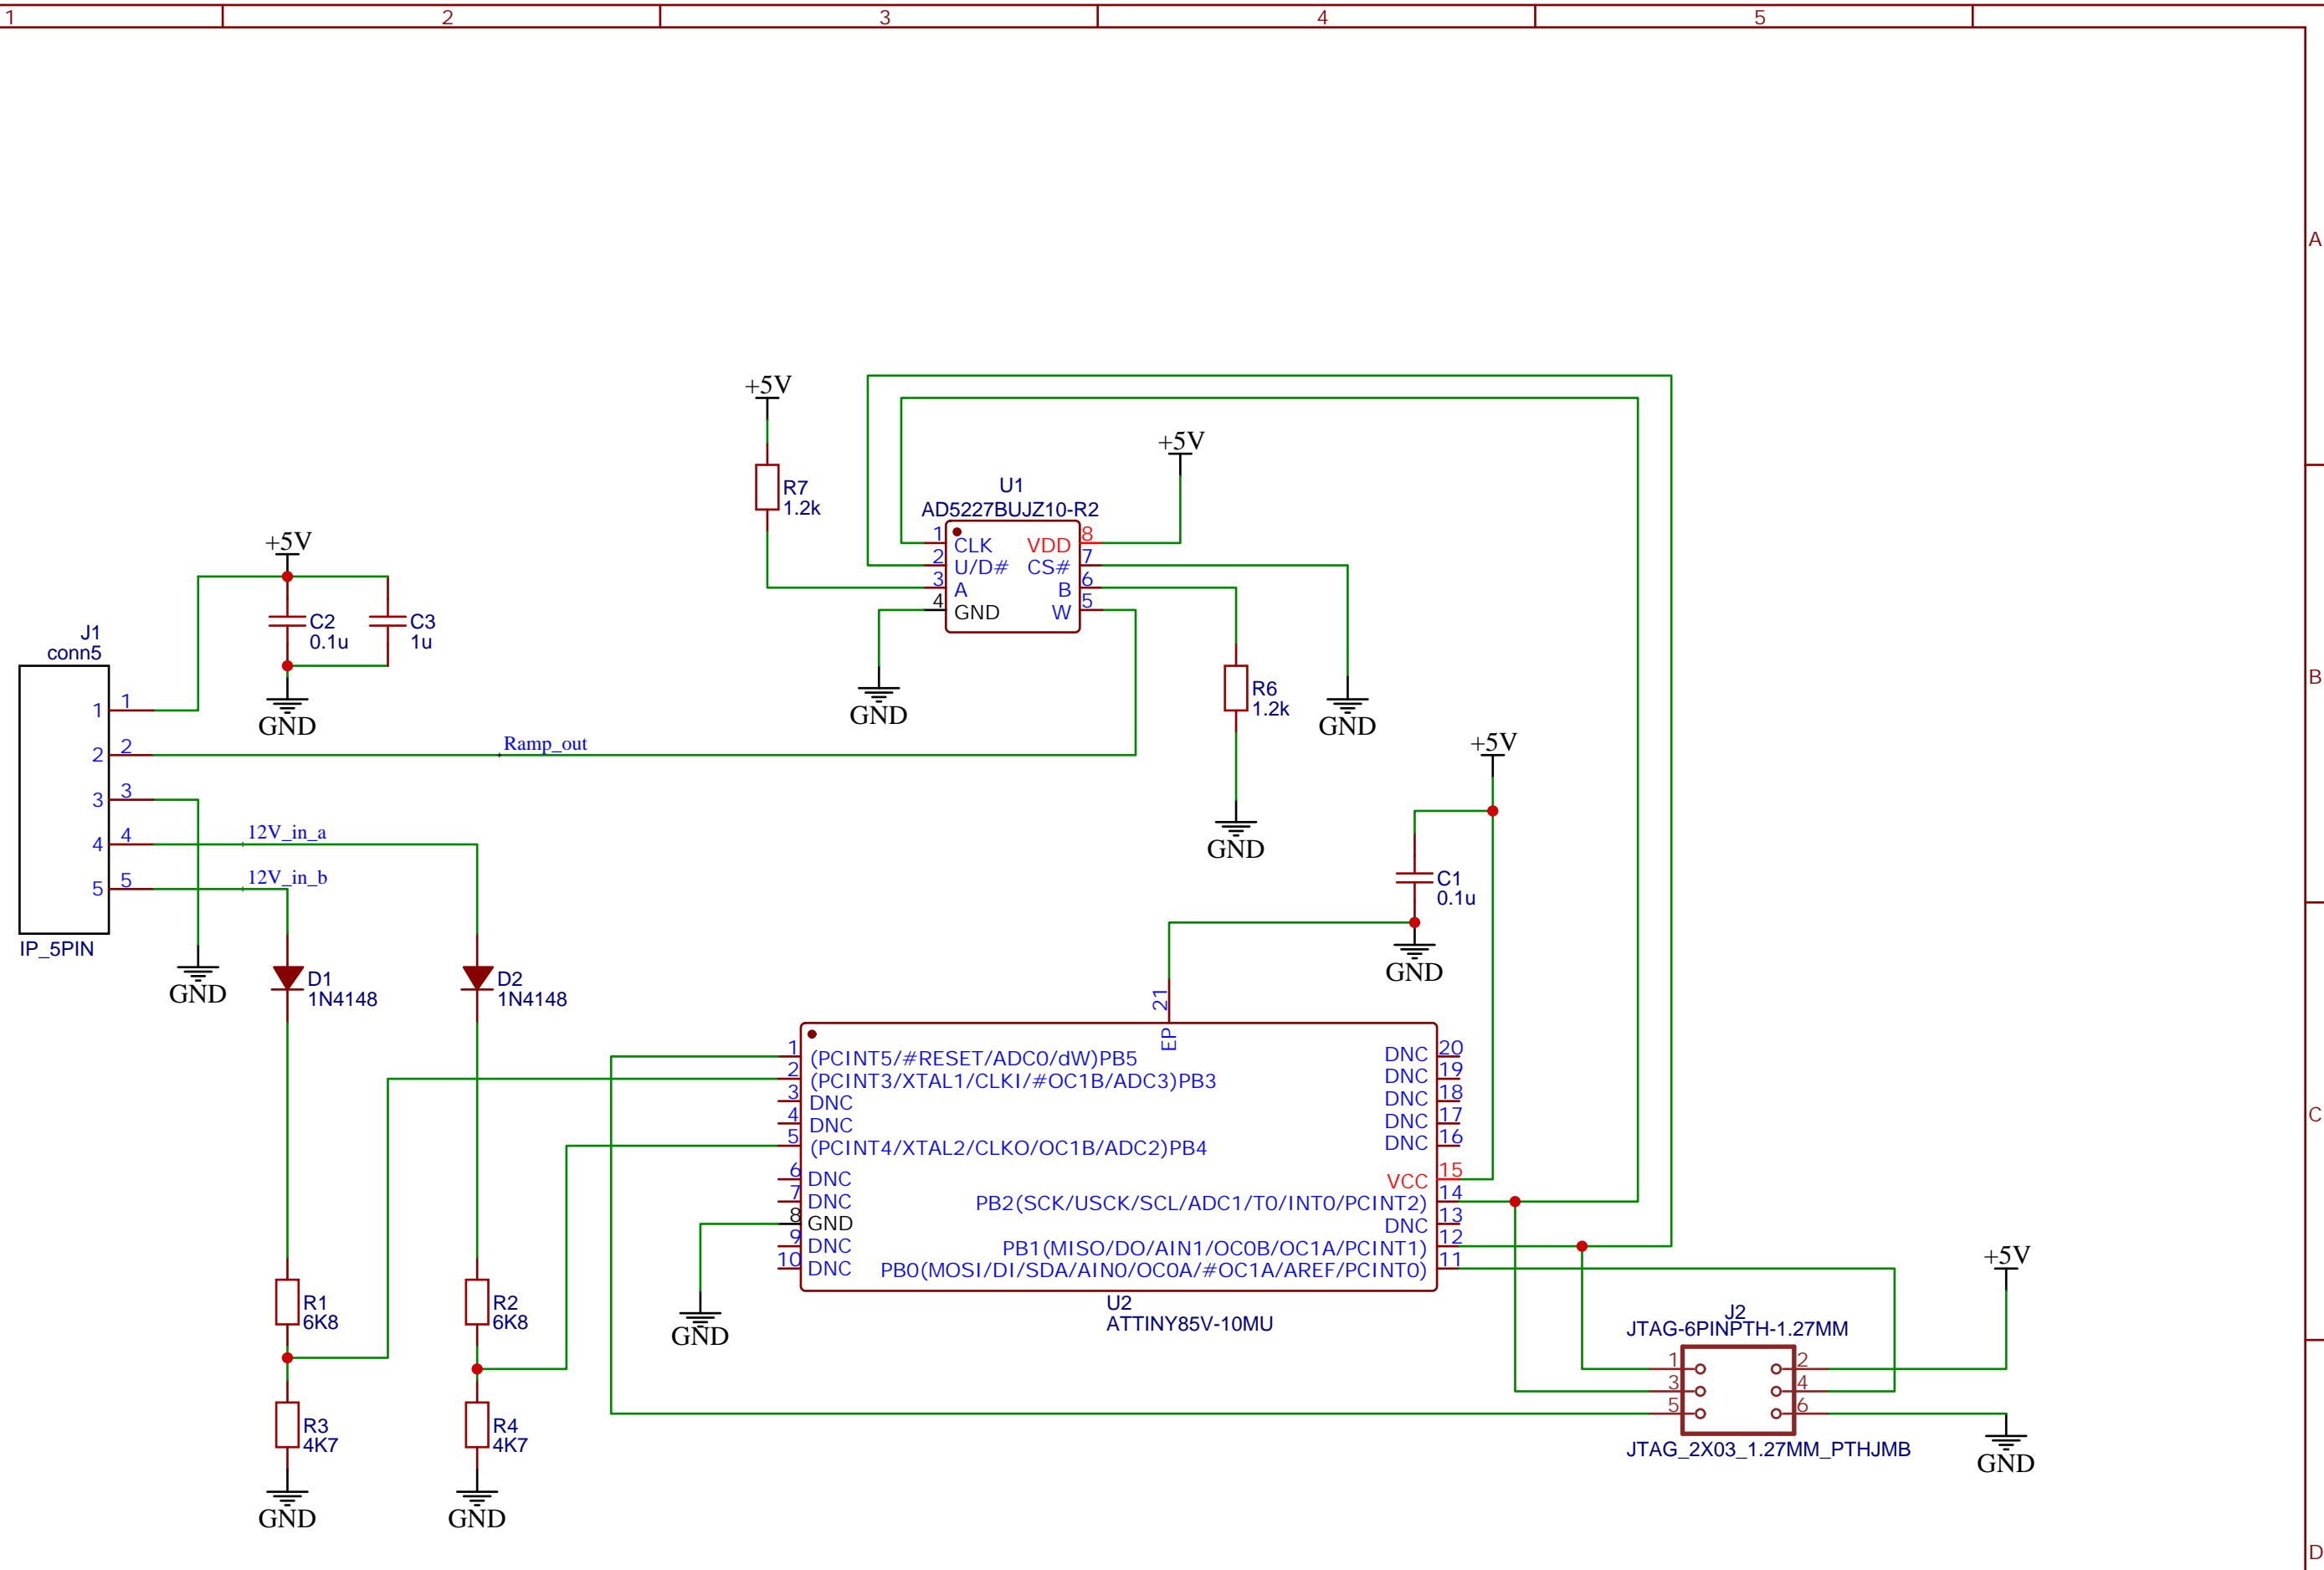 1 2 3 4 5
A
B
C
D
+5V
R7
1.2k
+5V
U1
AD5227BUJZ10-R2
1 CLK
2 U/D#
3 A
4 GND
VDD 8
CS# 7
B 6
W 5
GND
R6
1.2k
GND
GND
+5V
C2
0.1u
C3
1u
GND
J1
conn5
1 1
2 2
3 3
4 4
5 5
IP_5PIN
Ramp_out
12V_in_a
12V_in_b
GND
D1
1N4148
D2
1N4148
+5V
C1
0.1u
GND
21
EP
1 (PCINT5/#RESET/ADC0/dW)PB5
2 (PCINT3/XTAL1/CLKI/#OC1B/ADC3)PB3
3 DNC
4 DNC
5 (PCINT4/XTAL2/CLKO/OC1B/ADC2)PB4
6 DNC
7 DNC
8 GND
9 DNC
10 DNC
DNC 20
DNC 19
DNC 18
DNC 17
DNC 16
VCC 15
PB2(SCK/USCK/SCL/ADC1/T0/INT0/PCINT2) 14
DNC 13
PB1(MISO/DO/AIN1/OC0B/OC1A/PCINT1) 12
PB0(MOSI/DI/SDA/AIN0/OC0A/#OC1A/AREF/PCINT0) 11
U2
ATTINY85V-10MU
GND
R1
6K8
R2
6K8
R3
4K7
R4
4K7
GND
GND
+5V
J2
JTAG-6PINPTH-1.27MM
1 2
3 4
5 6
JTAG_2X03_1.27MM_PTHJMB
GND